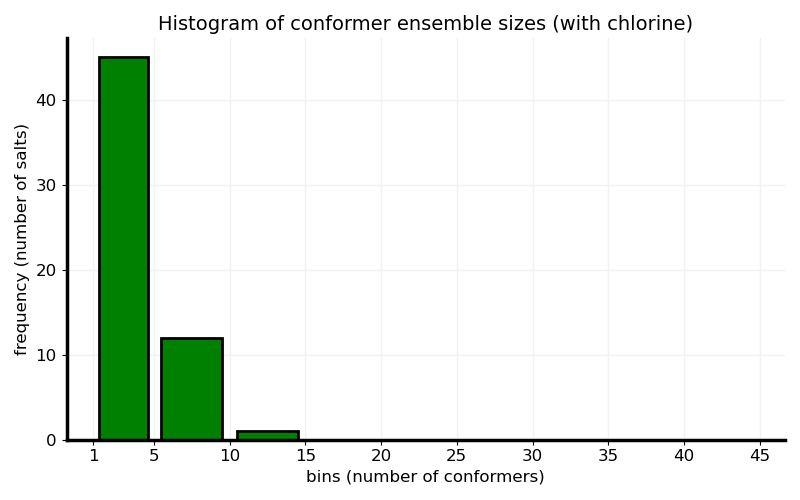 Histogram of conformer ensemble sizes (with chlorine)
frequency (number of salts)
40
30
20
10
0
1 5 10 15 20 25 30 35 40 45
bins (number of conformers)